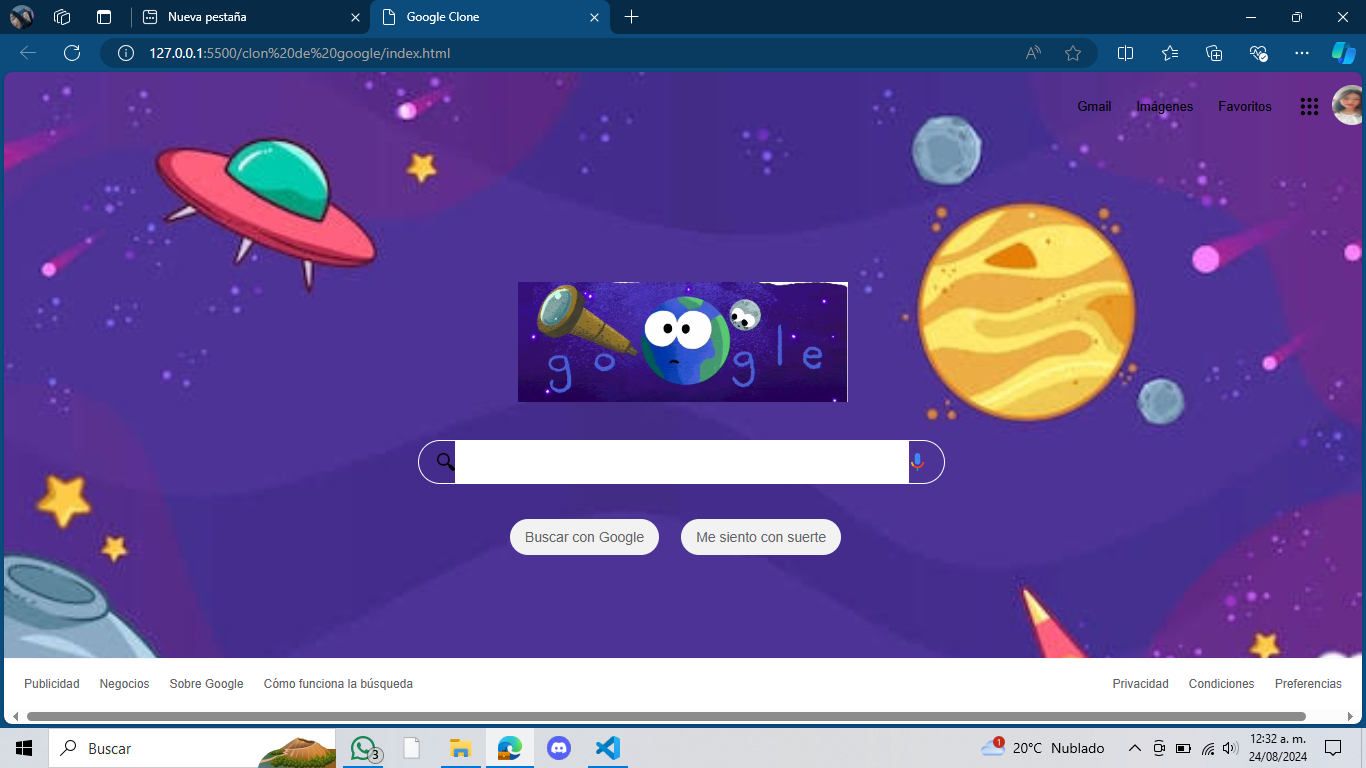 Nueva pestaña
Google Clone
127.0.0.1:5500/clon%20de%20google/index.html
Gmail
Imágenes
Favoritos
google
Buscar con Google
Me siento con suerte
Publicidad
Negocios
Sobre Google
Cómo funciona la búsqueda
Privacidad
Condiciones
Preferencias
Buscar
3
1
20°C Nublado
12:32 a. m.
24/08/2024